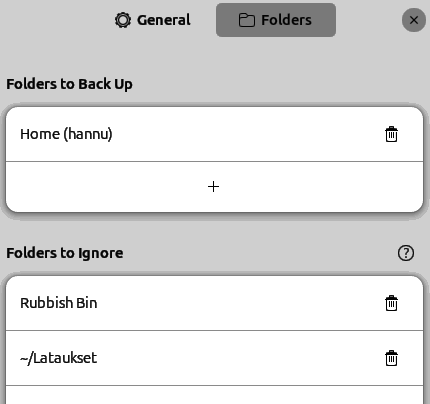 General
Folders
Folders to Back Up
Home (hannu)
Folders to Ignore
Rubbish Bin
~/Lataukset